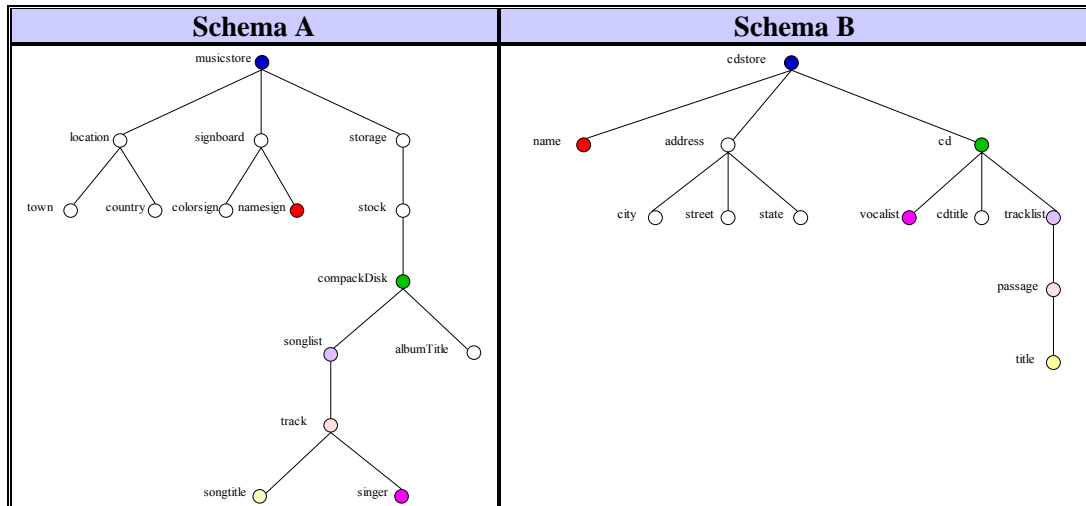 Schema A
Schema B
musicstore
location
signboard
storage
town
country
colorsign
namesign
stock
compackDisk
songlist
albumTitle
track
songtitle
singer
cdstore
name
address
cd
city
street
state
vocalist
cdtitle
tracklist
passage
title